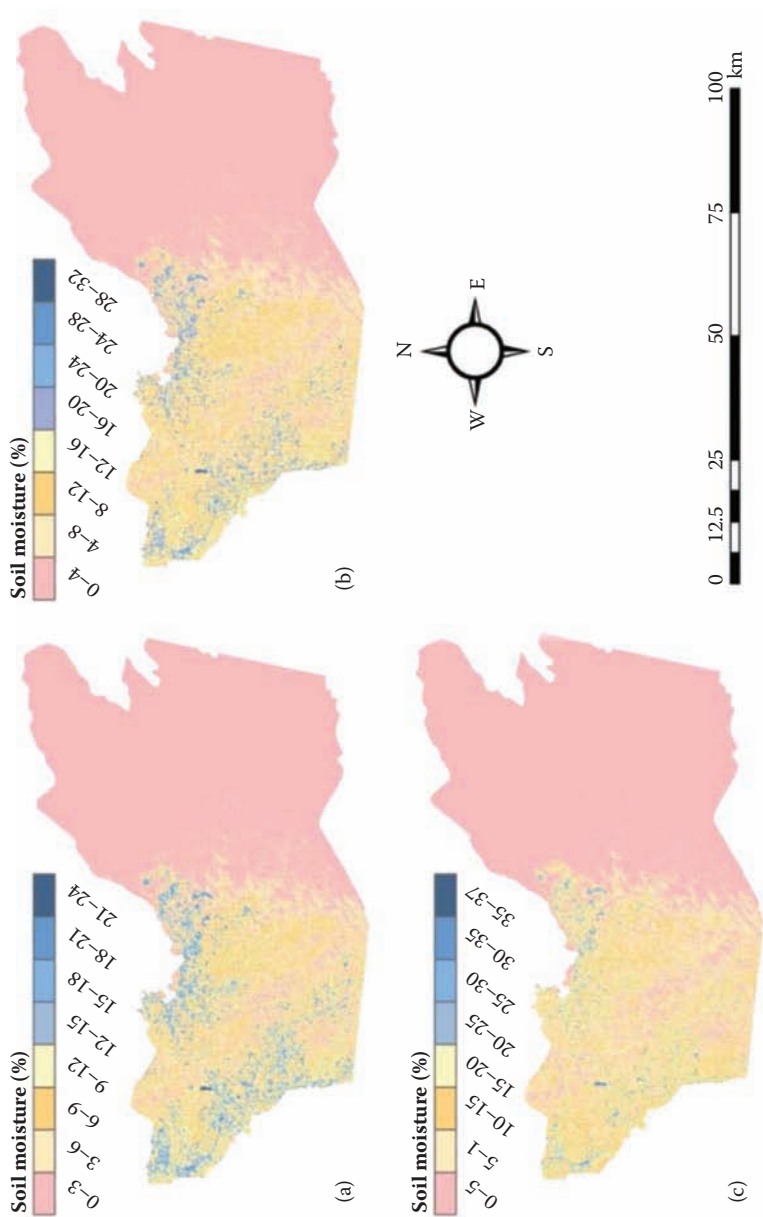 Soil moisture (%)
0–3
3–6
6–9
9–12
12–15
15–18
18–21
21–24
(a)
Soil moisture (%)
0–4
4–8
8–12
12–16
16–20
20–24
24–28
28–32
(b)
Soil moisture (%)
0–5
5–1
10–15
15–20
20–25
25–30
30–35
35–37
(c)
N
W
E
S
0 12.5 25 50 75 100
km